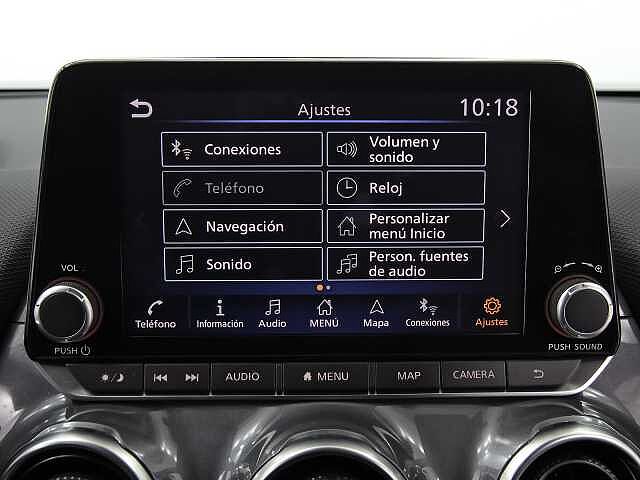 Ajustes
10:18
Conexiones
Volumen y
sonido
Teléfono
Reloj
Navegación
Personalizar
menú Inicio
Sonido
Person. fuentes
de audio
Teléfono
Información
Audio
MENÚ
Mapa
Conexiones
Ajustes
VOL
PUSH
PUSH SOUND
AUDIO
MENU
MAP
CAMERA